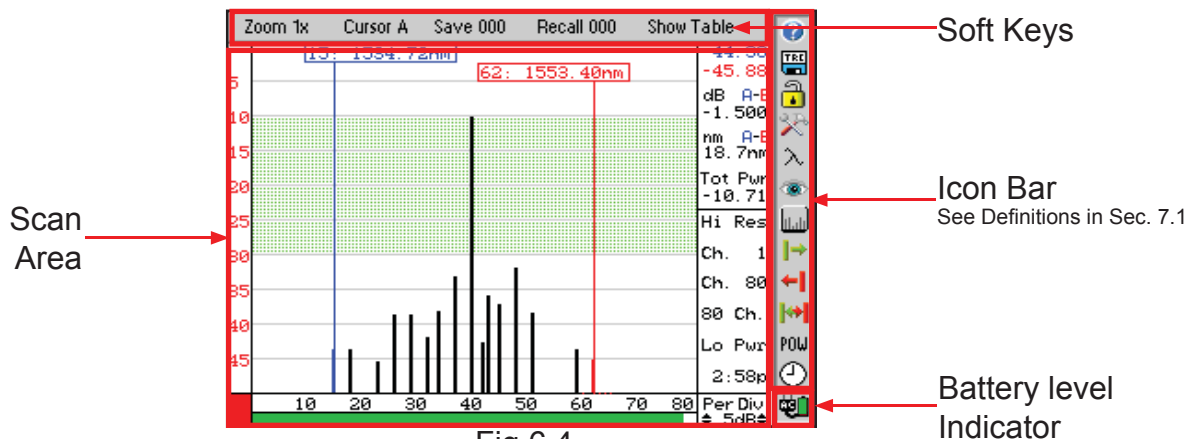 Zoom 1x Cursor A Save 000 Recall 000 Show Table
Soft Keys
15: 1534.72nm
62: 1553.40nm
-45.88
dB A-B
-1.500
nm A-B
18.7nm
Tot Pwr
-10.71
Hi Res
Ch. 1
Ch. 80
80 Ch.
Lo Pwr
2:58p
Per Div
5dB
5
10
15
20
25
30
35
40
45
10 20 30 40 50 60 70 80
TRC
λ
POW
AC
Scan
Area
Icon Bar
See Definitions in Sec. 7.1
Battery level
Indicator